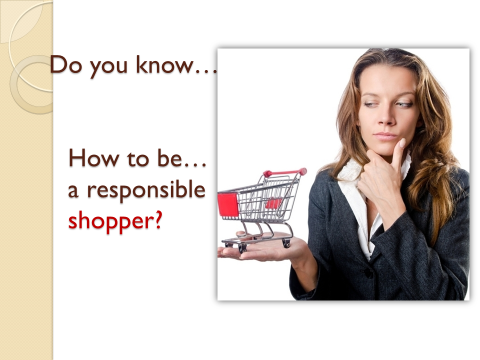 Do you know…
How to be…
a responsible
shopper?